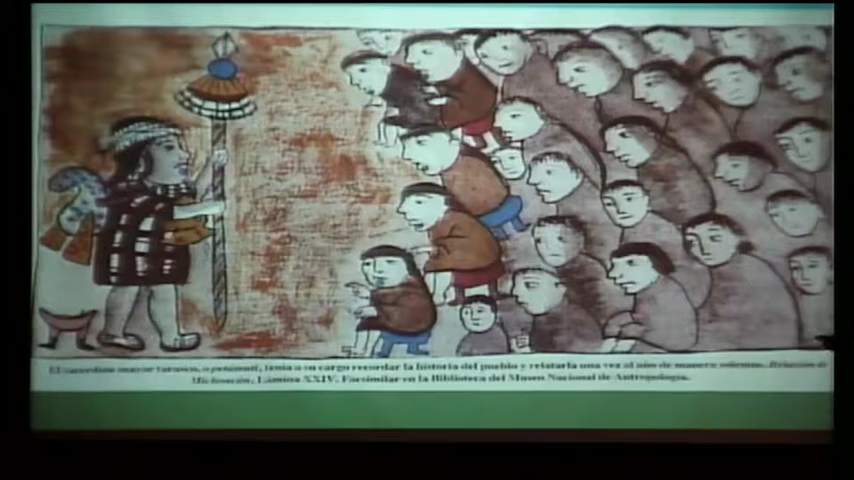 El sacerdote mayor tarasco, o petámuti, tenía a su cargo recordar la historia del pueblo y relatarla una vez al año de manera solemne. Relación de
Michoacán, Lámina XXIV. Facsimilar en la Biblioteca del Museo Nacional de Antropología.